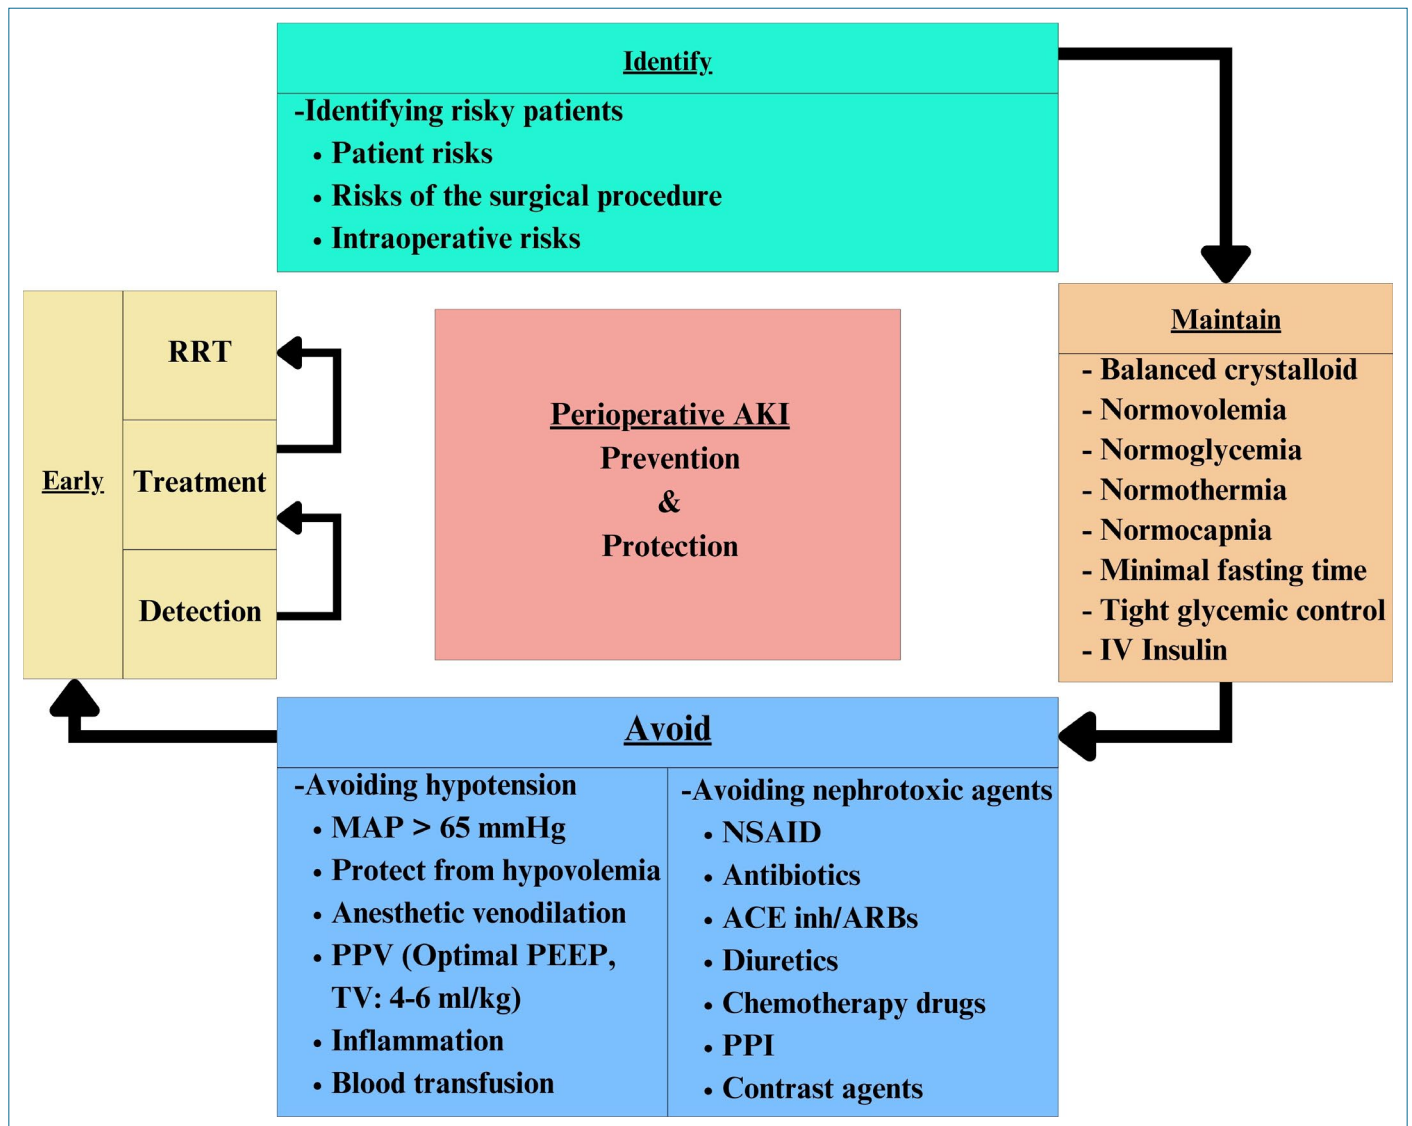 Identify
-Identifying risky patients
• Patient risks
• Risks of the surgical procedure
• Intraoperative risks
Maintain
- Balanced crystalloid
- Normovolemia
- Normoglycemia
- Normothermia
- Normocapnia
- Minimal fasting time
- Tight glycemic control
- IV Insulin
Avoid
-Avoiding hypotension
• MAP > 65 mmHg
• Protect from hypovolemia
• Anesthetic venodilation
• PPV (Optimal PEEP,
TV: 4-6 ml/kg)
• Inflammation
• Blood transfusion
-Avoiding nephrotoxic agents
• NSAID
• Antibiotics
• ACE inh/ARBs
• Diuretics
• Chemotherapy drugs
• PPI
• Contrast agents
Early
RRT
Treatment
Detection
Perioperative AKI
Prevention
&
Protection